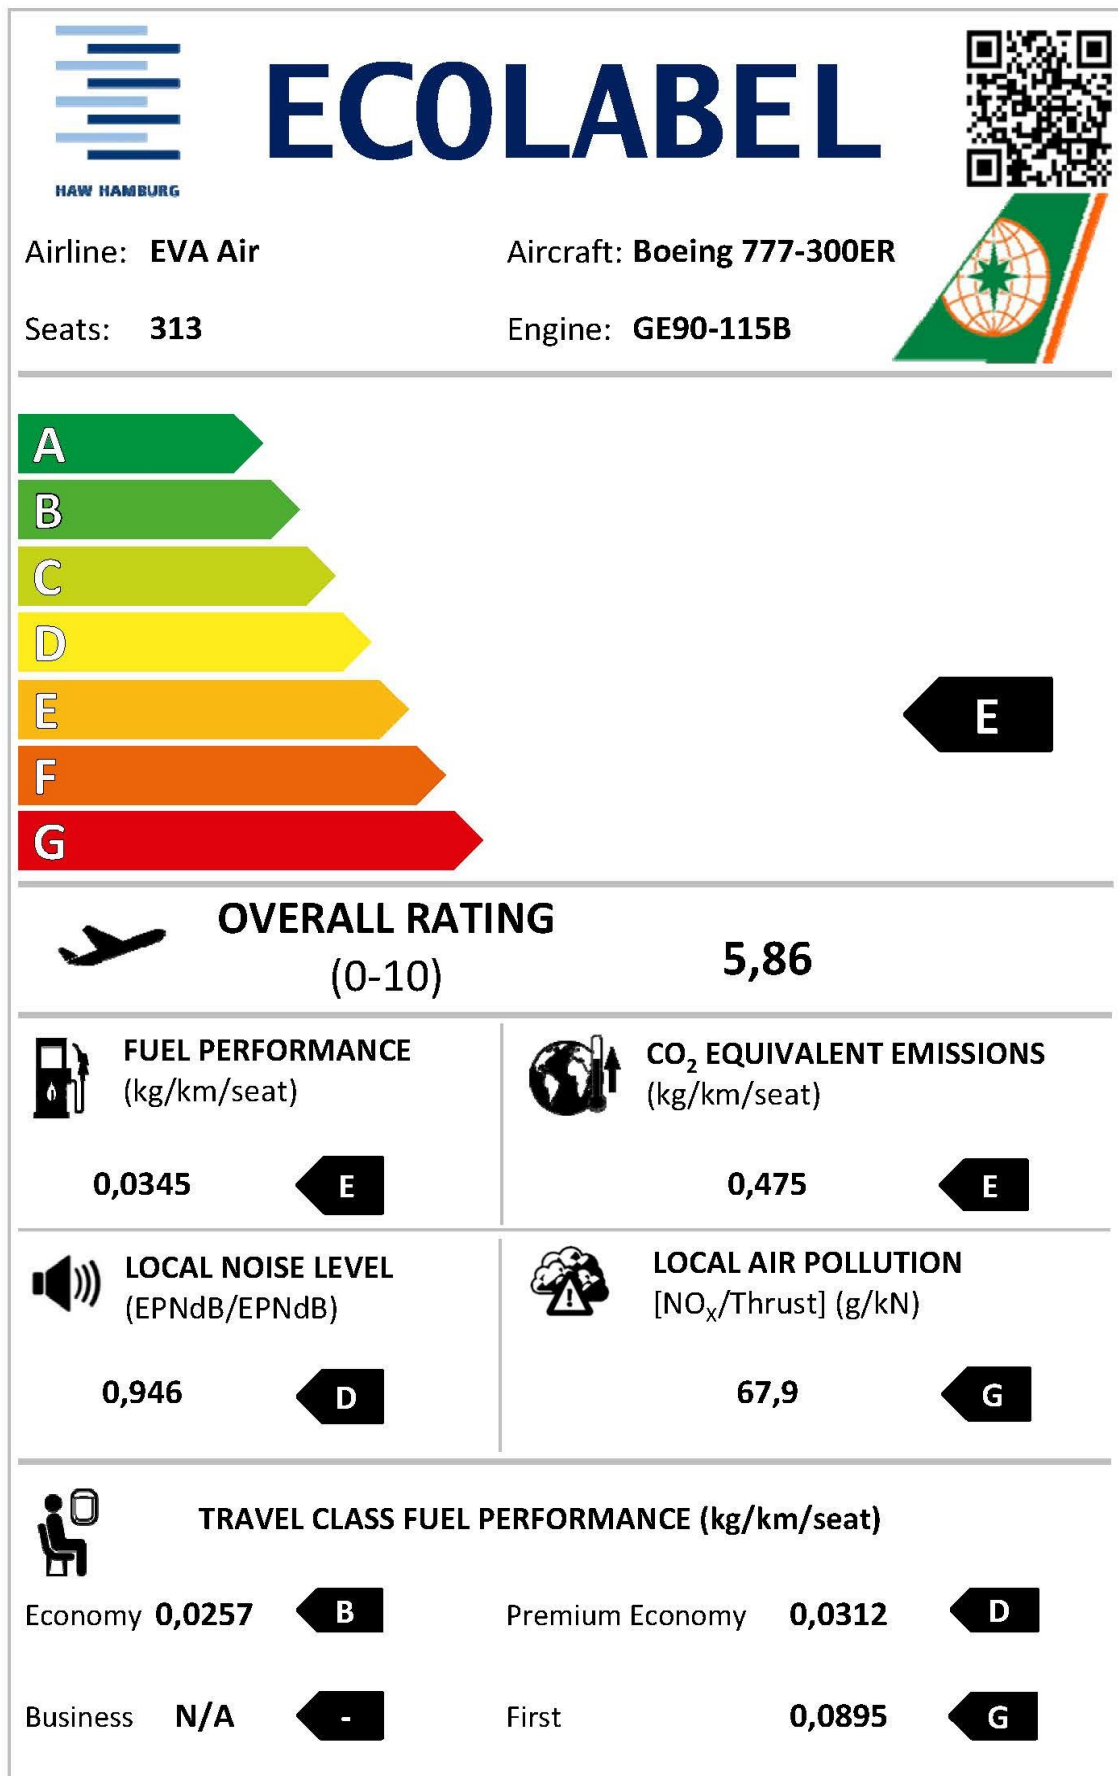 ECOLABEL
HAW HAMBURG
Airline: EVA Air
Aircraft: Boeing 777-300ER
Seats: 313
Engine: GE90-115B
A
B
C
D
E
E
F
G
OVERALL RATING
(0-10)
5,86
FUEL PERFORMANCE
(kg/km/seat)
0,0345 E
CO₂ EQUIVALENT EMISSIONS
(kg/km/seat)
0,475 E
LOCAL NOISE LEVEL
(EPNdB/EPNdB)
0,946 D
LOCAL AIR POLLUTION
[NOₓ/Thrust] (g/kN)
67,9 G
TRAVEL CLASS FUEL PERFORMANCE (kg/km/seat)
Economy 0,0257 B
Premium Economy 0,0312 D
Business N/A -
First 0,0895 G